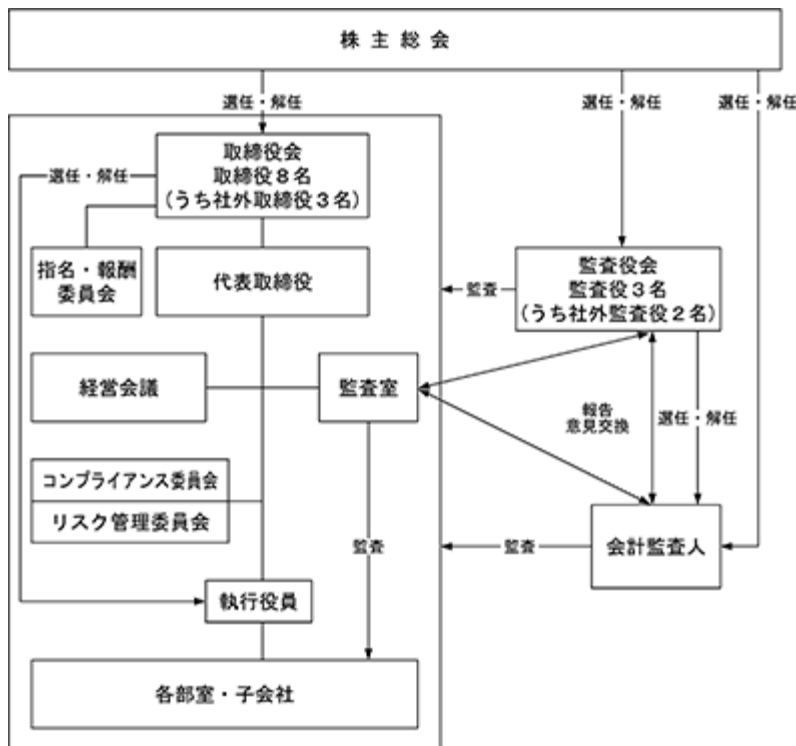 株主総会
選任・解任
選任・解任
選任・解任
取締役会
取締役8名
(うち社外取締役3名)
選任・解任
指名・報酬
委員会
代表取締役
監査役会
監査役3名
(うち社外監査役2名)
監査
経営会議
監査室
報告
意見交換
選任・解任
コンプライアンス委員会
リスク管理委員会
監査
監査
会計監査人
執行役員
各部室・子会社